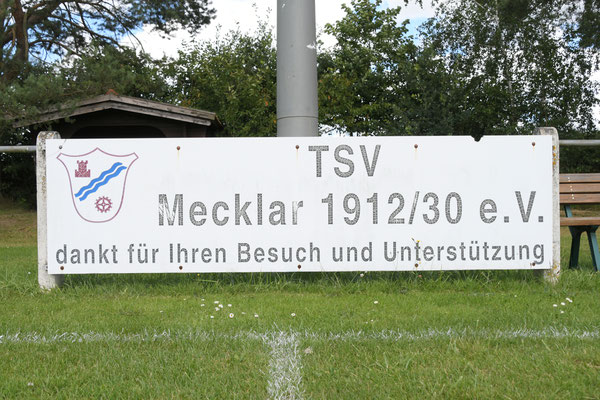 TSV
Mecklar 1912/30 e.V.
dankt für Ihren Besuch und Unterstützung